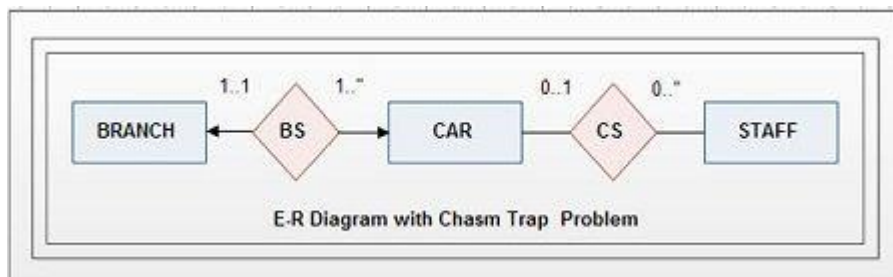 1..1 1..* 0..1 0..*
BRANCH BS CAR CS STAFF
E-R Diagram with Chasm Trap Problem